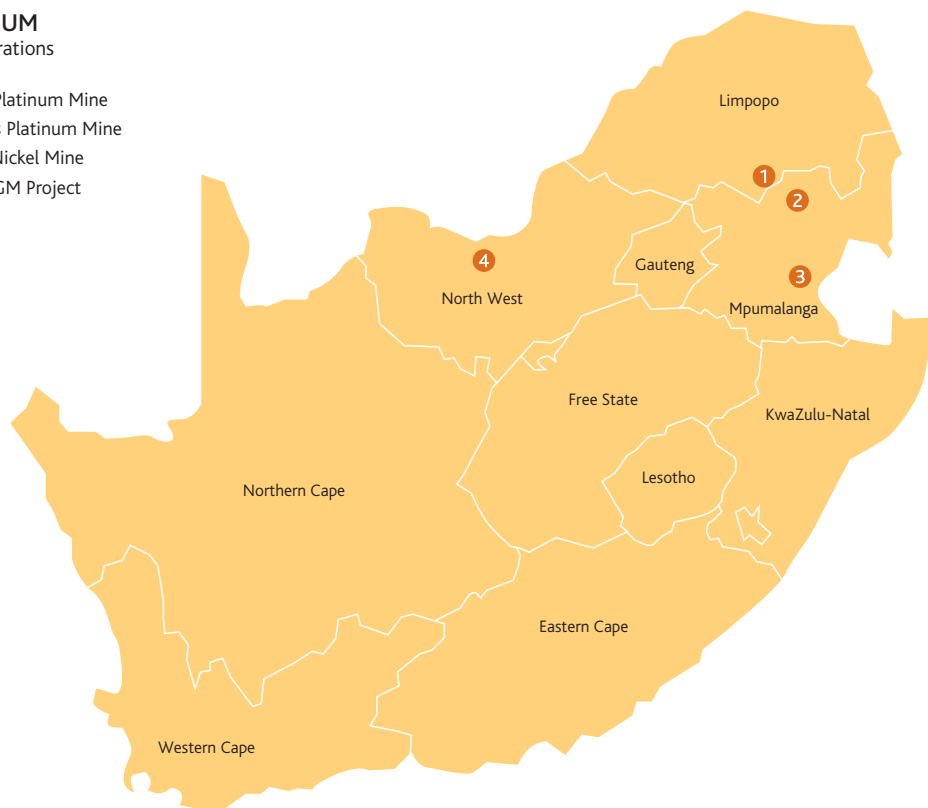 UM
rations
Platinum Mine
s Platinum Mine
Nickel Mine
GM Project
Limpopo
1
2
Gauteng
4
3
North West
Mpumalanga
Free State
KwaZulu-Natal
Lesotho
Northern Cape
Eastern Cape
Western Cape